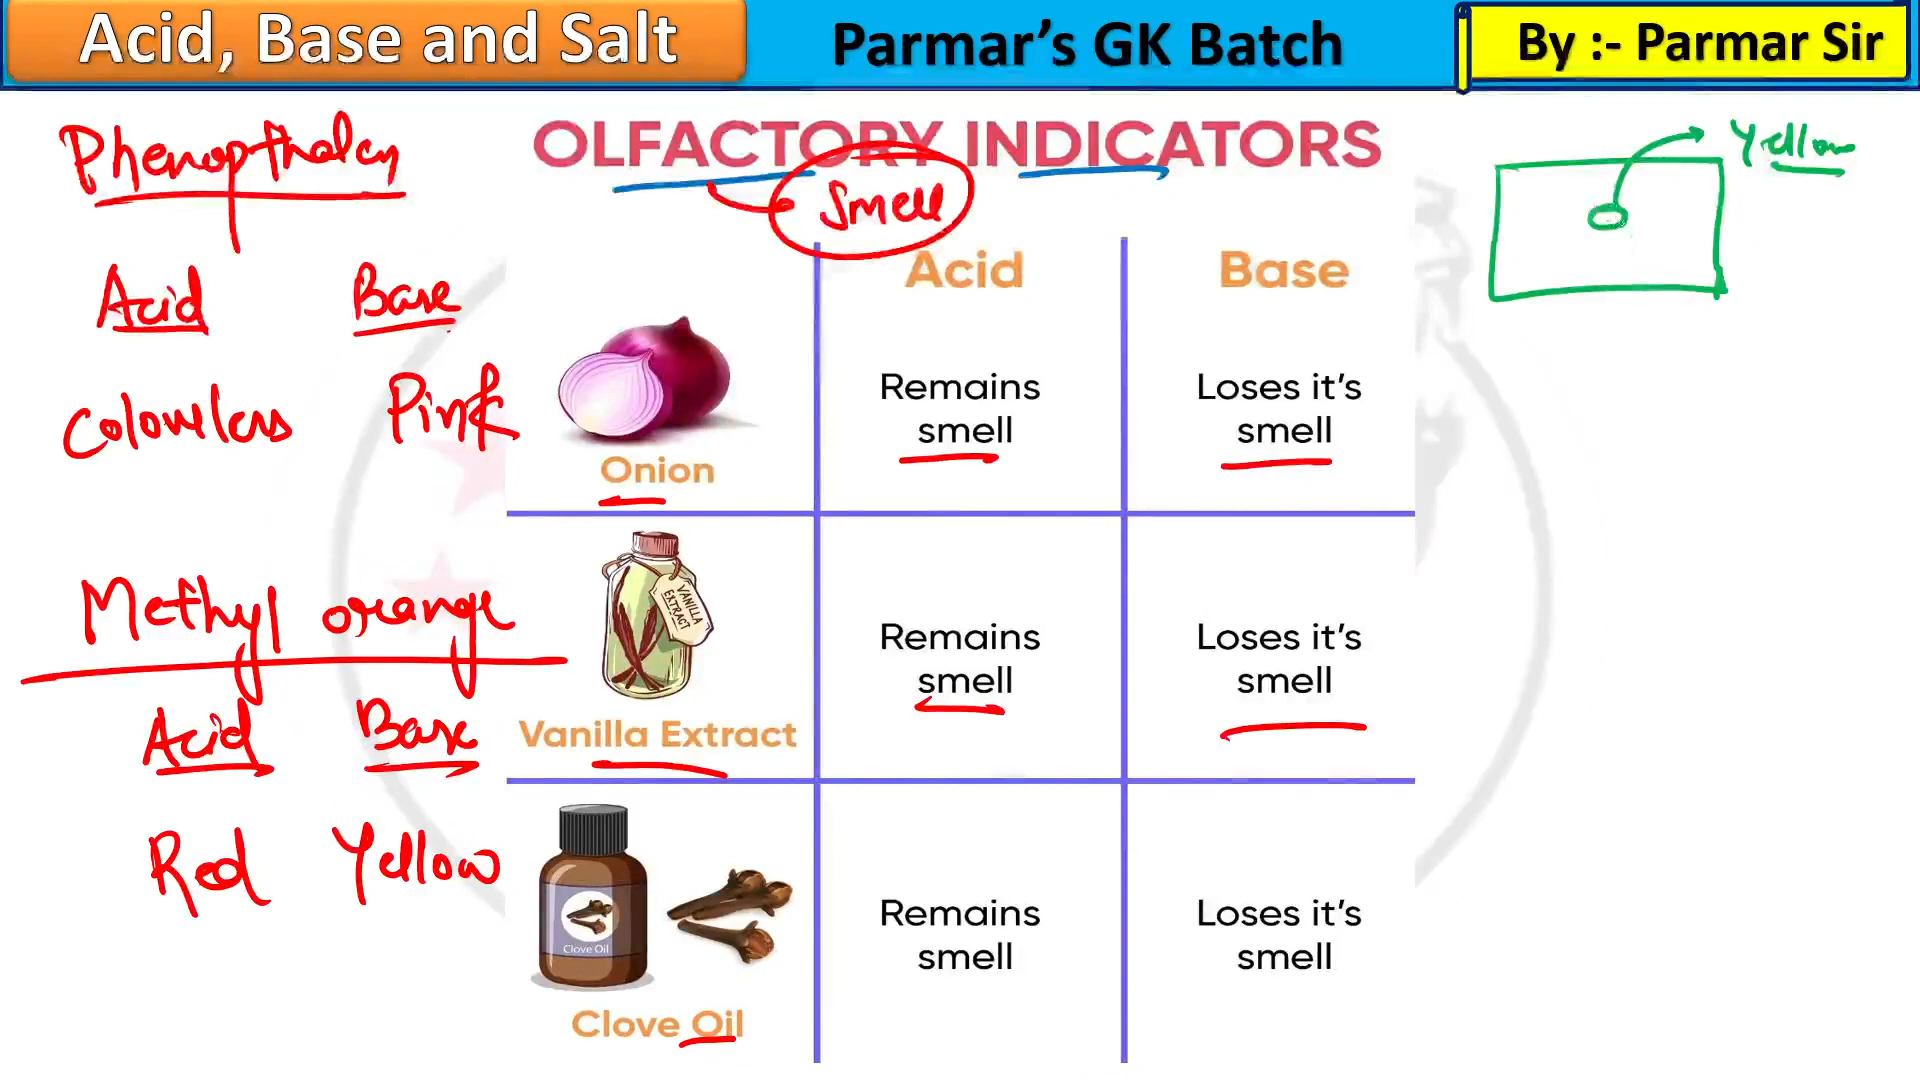 Acid, Base and Salt
Parmar's GK Batch
By :- Parmar Sir
OLFACTORY INDICATORS
Smell
Yellow
Acid
Base
Onion
Remains
smell
Loses it's
smell
VANILLA
EXTRACT
Vanilla Extract
Remains
smell
Loses it's
smell
Clove Oil
Clove Oil
Remains
smell
Loses it's
smell
Acid Base
Colourless Pink
Methyl orange
Acid Base
Red Yellow